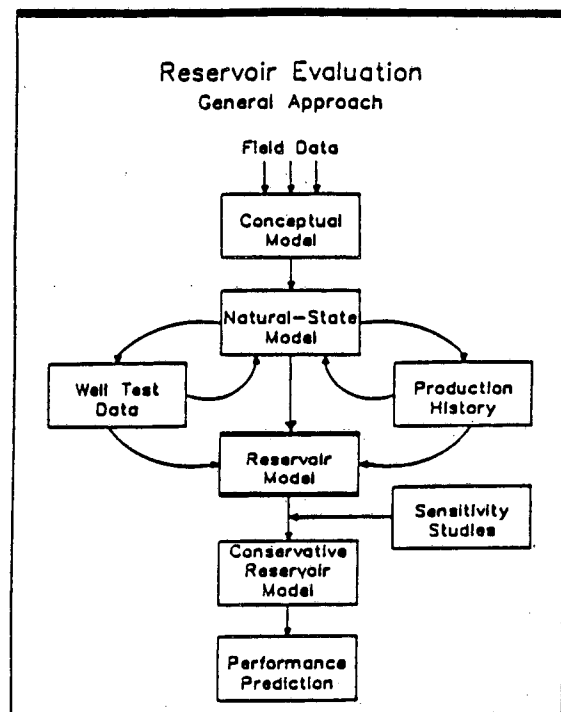 Reservoir Evaluation
General Approach
Field Data
Conceptual
Model
Natural-State
Model
Well Test
Data
Production
History
Reservoir
Model
Sensitivity
Studies
Conservative
Reservoir
Model
Performance
Prediction